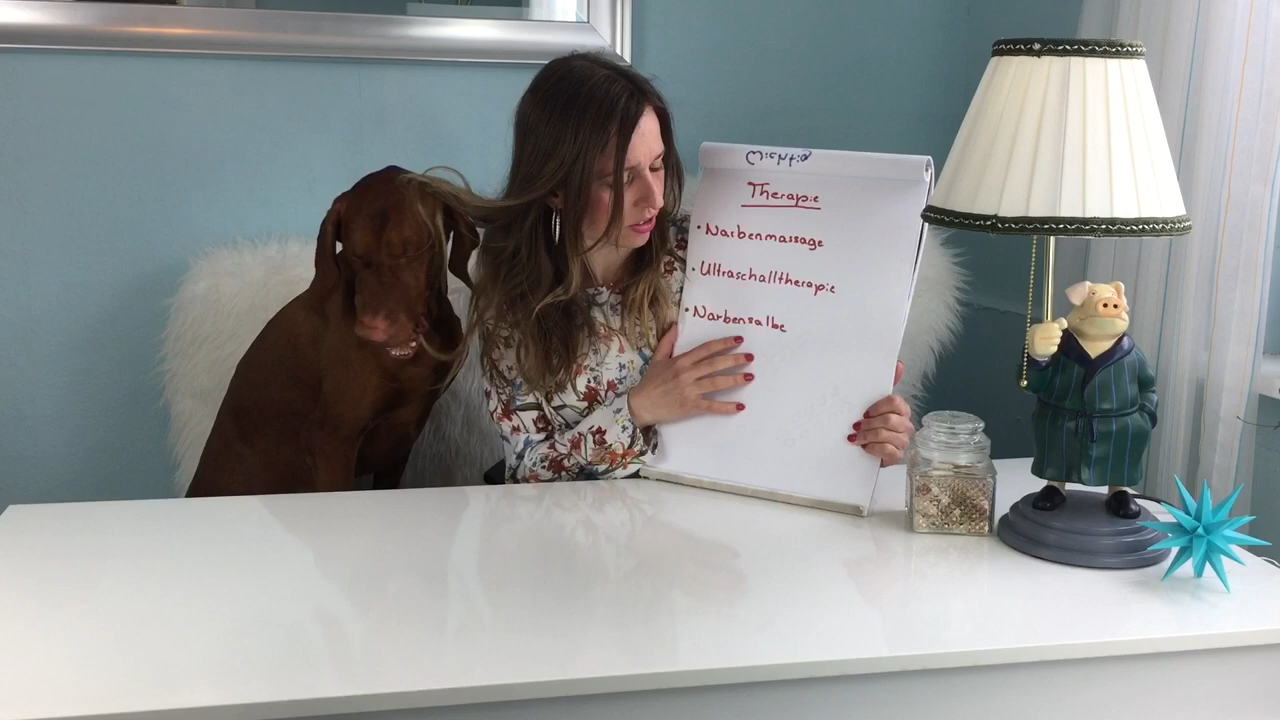 Therapie
• Narbenmassage
• Ultraschalltherapie
• Narbensalbe